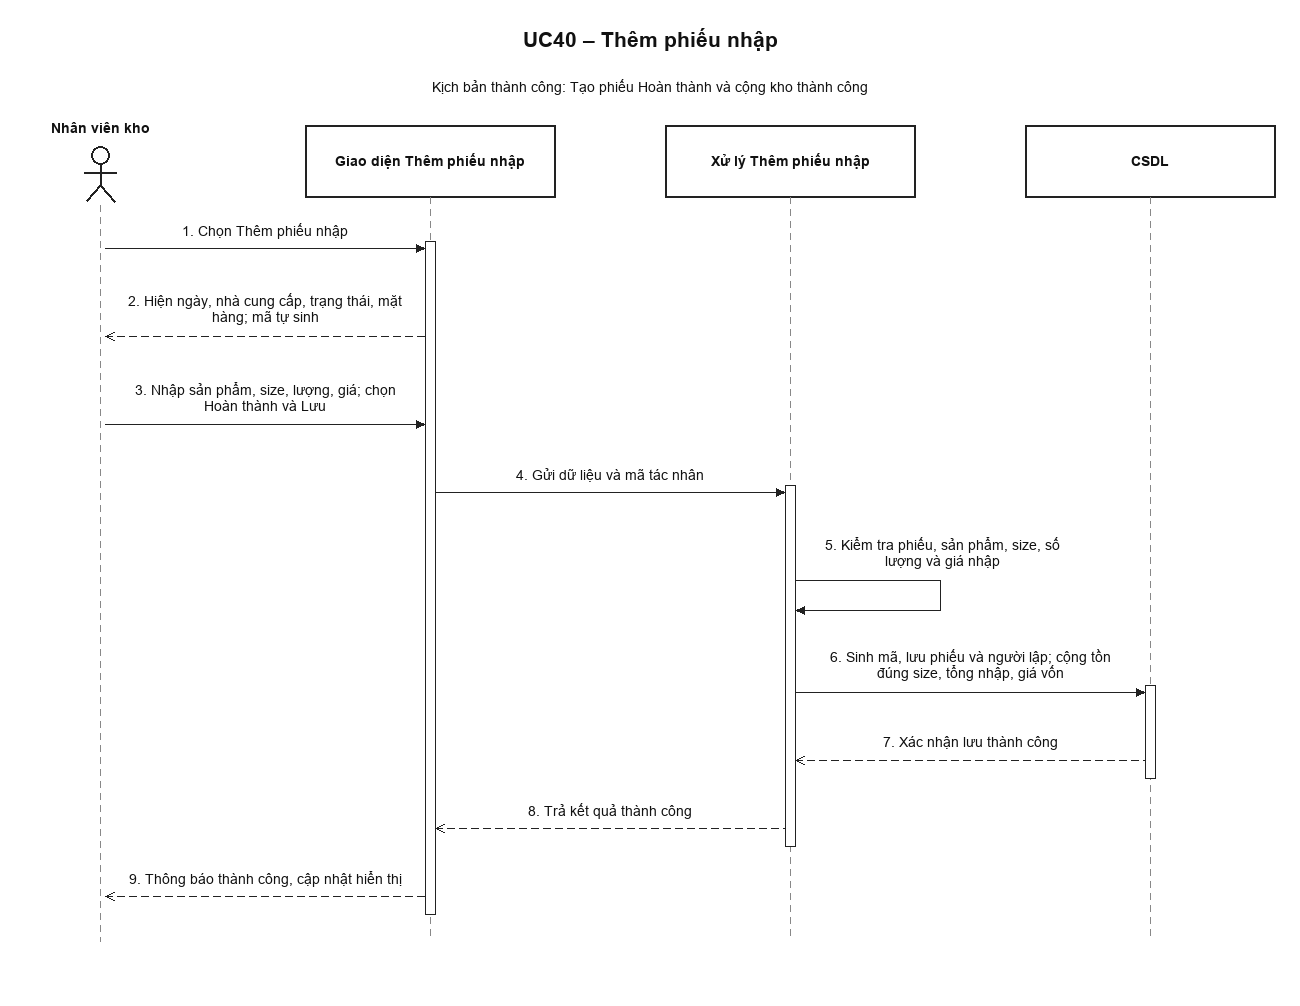 UC40 – Thêm phiếu nhập
Kịch bản thành công: Tạo phiếu Hoàn thành và cộng kho thành công
Nhân viên kho
Giao diện Thêm phiếu nhập
Xử lý Thêm phiếu nhập
CSDL
1. Chọn Thêm phiếu nhập
2. Hiện ngày, nhà cung cấp, trạng thái, mặt
hàng; mã tự sinh
3. Nhập sản phẩm, size, lượng, giá; chọn
Hoàn thành và Lưu
4. Gửi dữ liệu và mã tác nhân
5. Kiểm tra phiếu, sản phẩm, size, số
lượng và giá nhập
6. Sinh mã, lưu phiếu và người lập; cộng tồn
đúng size, tổng nhập, giá vốn
7. Xác nhận lưu thành công
8. Trả kết quả thành công
9. Thông báo thành công, cập nhật hiển thị